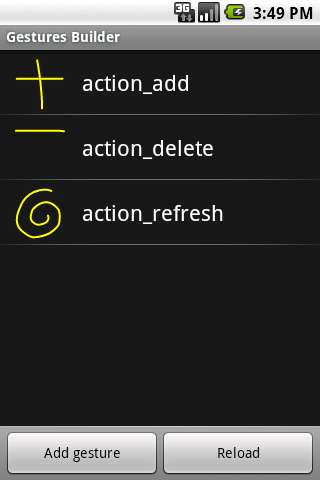 3G 3:49 PM
Gestures Builder
action_add
action_delete
action_refresh
Add gesture Reload